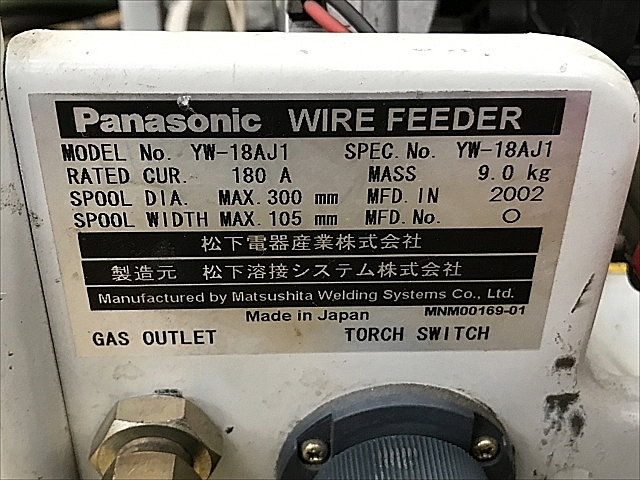 Panasonic WIRE FEEDER
MODEL No. YW-18AJ1 SPEC. No. YW-18AJ1
RATED CUR. 180 A MASS 9.0 kg
SPOOL DIA. MAX. 300 mm MFD. IN 2002
SPOOL WIDTH MAX. 105 mm MFD. No. O
松下電器産業株式会社
製造元 松下溶接システム株式会社
Manufactured by Matsushita Welding Systems Co., Ltd.
Made in Japan MNM00169-01
GAS OUTLET TORCH SWITCH